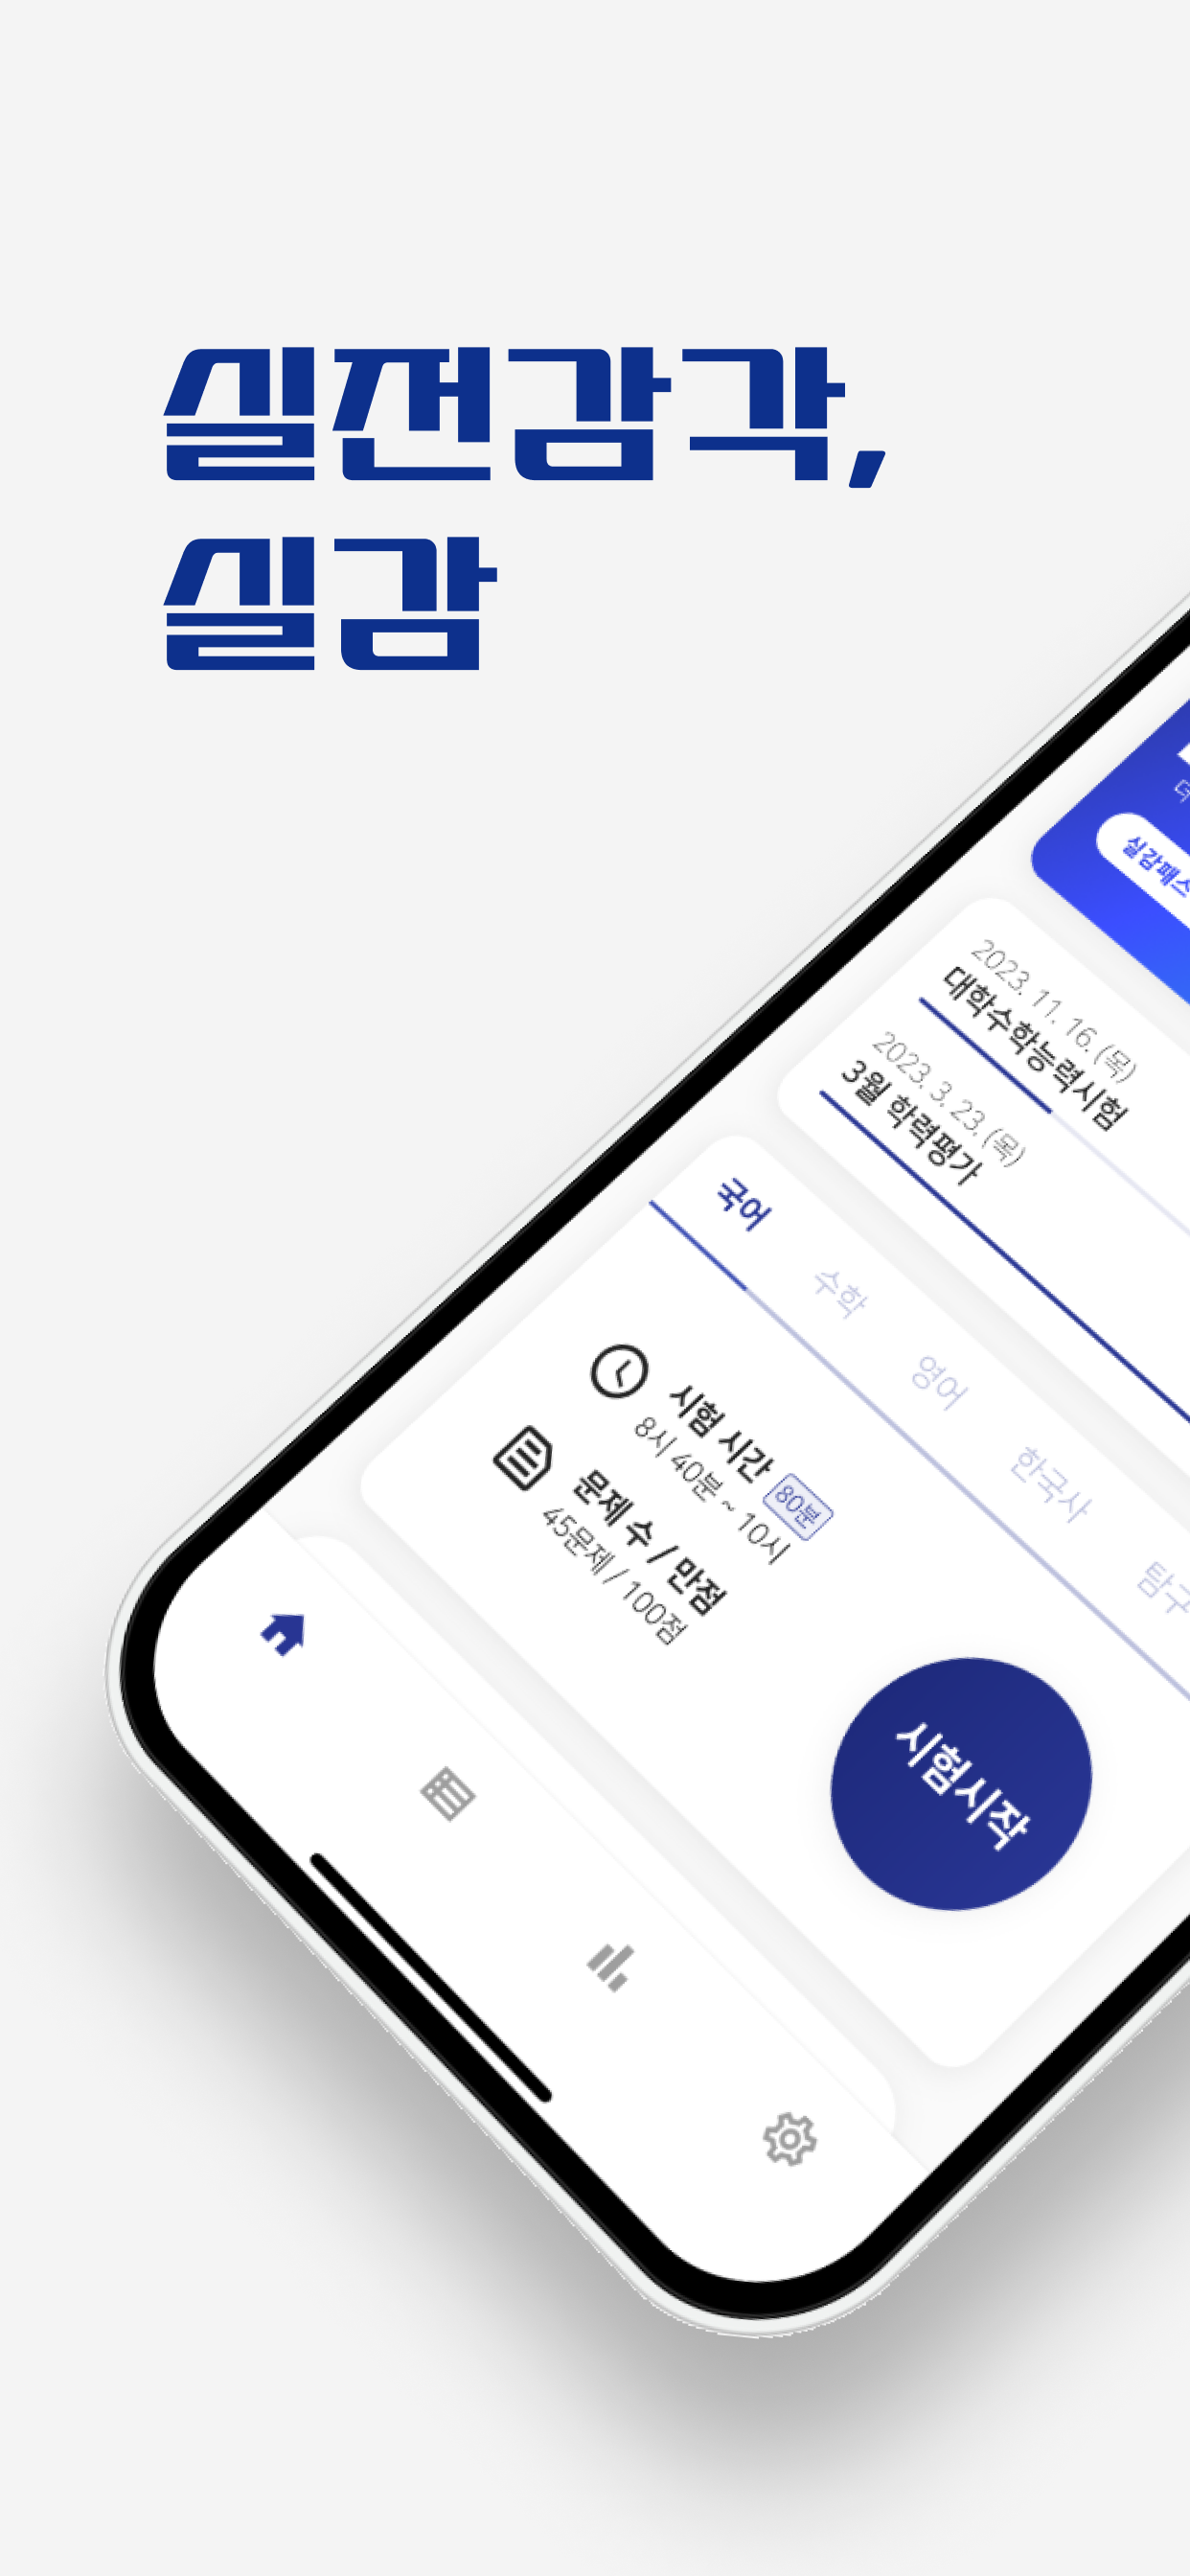 실전감각,
실감
실감패스
2023. 11. 16. (목)
대학수학능력시험
2023. 3. 23. (목)
3월 학력평가
국어
수학
영어
한국사
탐구
시험 시간 80분
8시 40분 ~ 10시
문제 수 / 만점
45문제 / 100점
시험시작